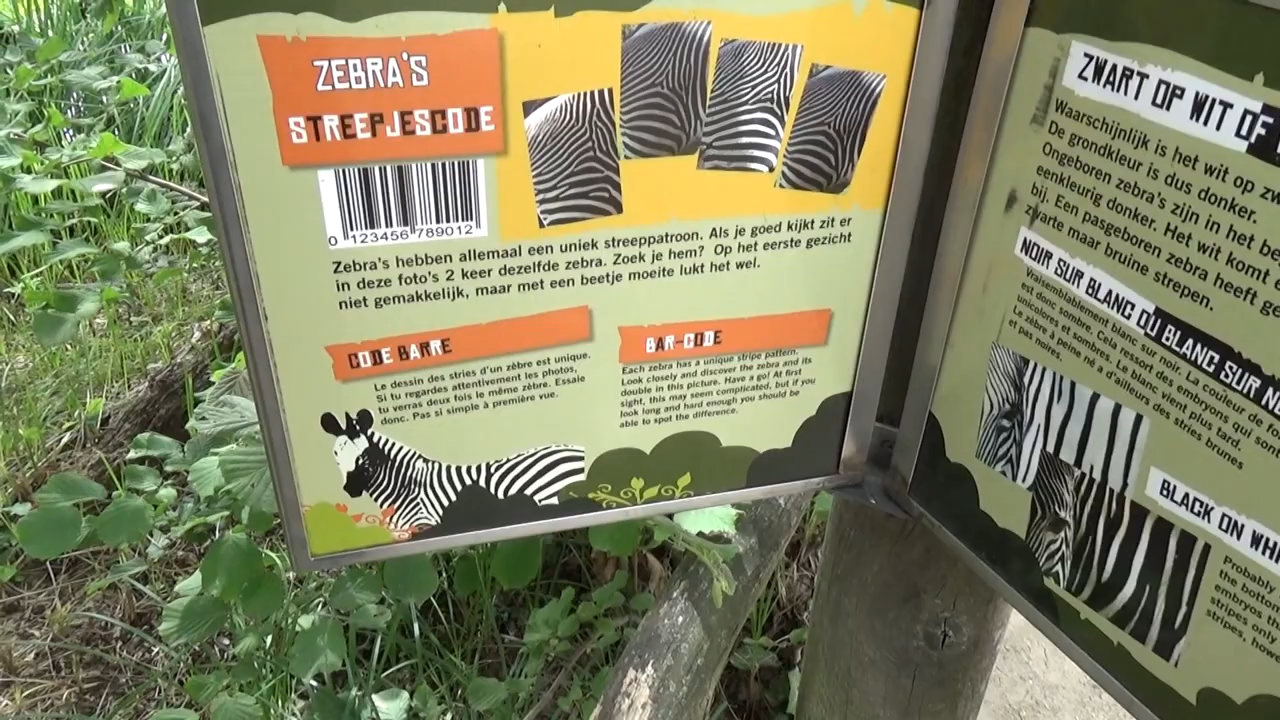 ZEBRA'S
STREEPJESCODE
0 123456 789012
Zebra's hebben allemaal een uniek streeppatroon. Als je goed kijkt zit er
in deze foto's 2 keer dezelfde zebra. Zoek je hem? Op het eerste gezicht
niet gemakkelijk, maar met een beetje moeite lukt het wel.
CODE BARRE
Le dessin des stries d'un zèbre est unique.
Si tu regardes attentivement les photos,
tu verras deux fois le même zèbre. Essaie
donc. Pas si simple à première vue.
BAR-CODE
Each zebra has a unique stripe pattern.
Look closely and discover the zebra and its
double in this picture. Have a go! At first
sight, this may seem complicated, but if you
look long and hard enough you should be
able to spot the difference.
ZWART OP WIT OF
Waarschijnlijk is het wit op zw
De grondkleur is dus donker.
Ongeboren zebra's zijn in het be
eenkleurig donker. Het wit komt
bij. Een pasgeboren zebra heeft ge
zwarte maar bruine strepen.
NOIR SUR BLANC OU BLANC SUR N
Vraisemblablement blanc sur noir. La couleur de fo
est donc sombre. Cela ressort des embryons qui sont
unicolores et sombres. Le blanc vient plus tard.
Le zèbre à peine né a d'ailleurs des stries brunes
et pas noires.
BLACK ON WH
Probably
the bottom
embryos th
stripes only
stripes, howe